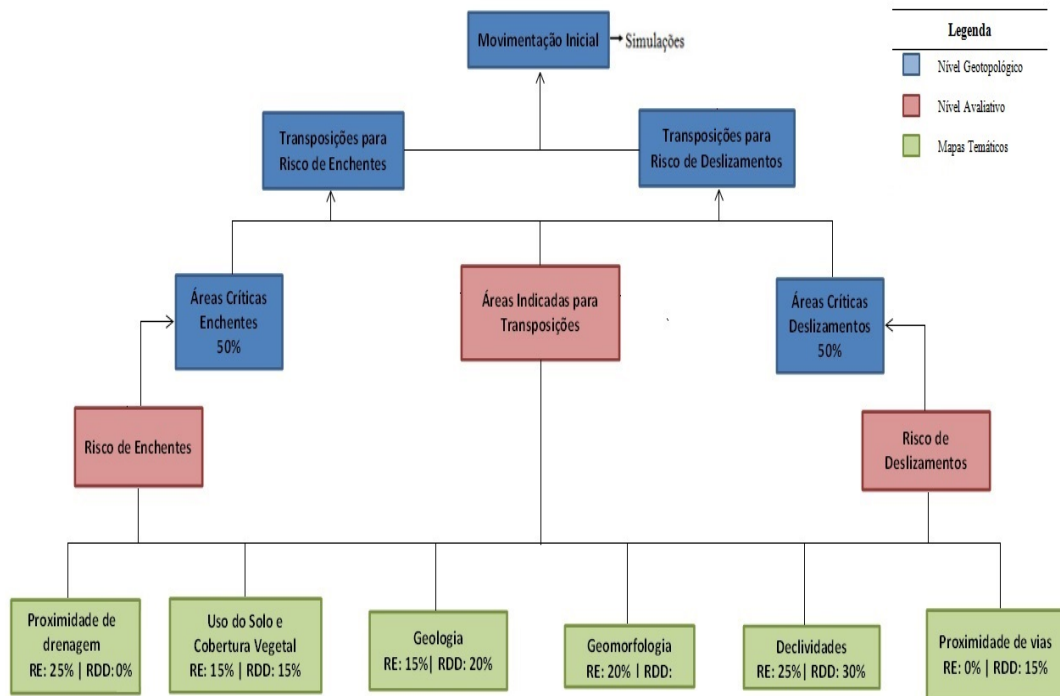 Movimentação Inicial
Simulações
Legenda
Nível Geotopológico
Nível Avaliativo
Mapas Temáticos
Transposições para
Risco de Enchentes
Transposições para
Risco de Deslizamentos
Áreas Críticas
Enchentes
50%
Áreas Indicadas para
Transposições
Áreas Críticas
Deslizamentos
50%
Risco de Enchentes
Risco de
Deslizamentos
Proximidade de
drenagem
RE: 25% | RDD: 0%
Uso do Solo e
Cobertura Vegetal
RE: 15% | RDD: 15%
Geologia
RE: 15%| RDD: 20%
Geomorfologia
RE: 20% | RDD:
Declividades
RE: 25%| RDD: 30%
Proximidade de vias
RE: 0% | RDD: 15%